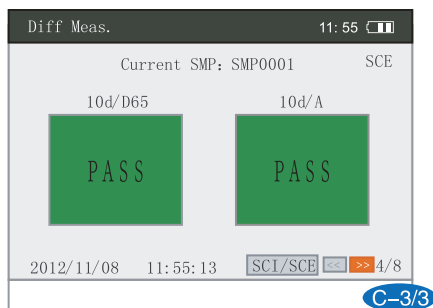 Diff Meas. 11:55
Current SMP: SMP0001 SCE
10d/D65 10d/A
PASS PASS
2012/11/08 11:55:13 SCI/SCE << >> 4/8
C-3/3